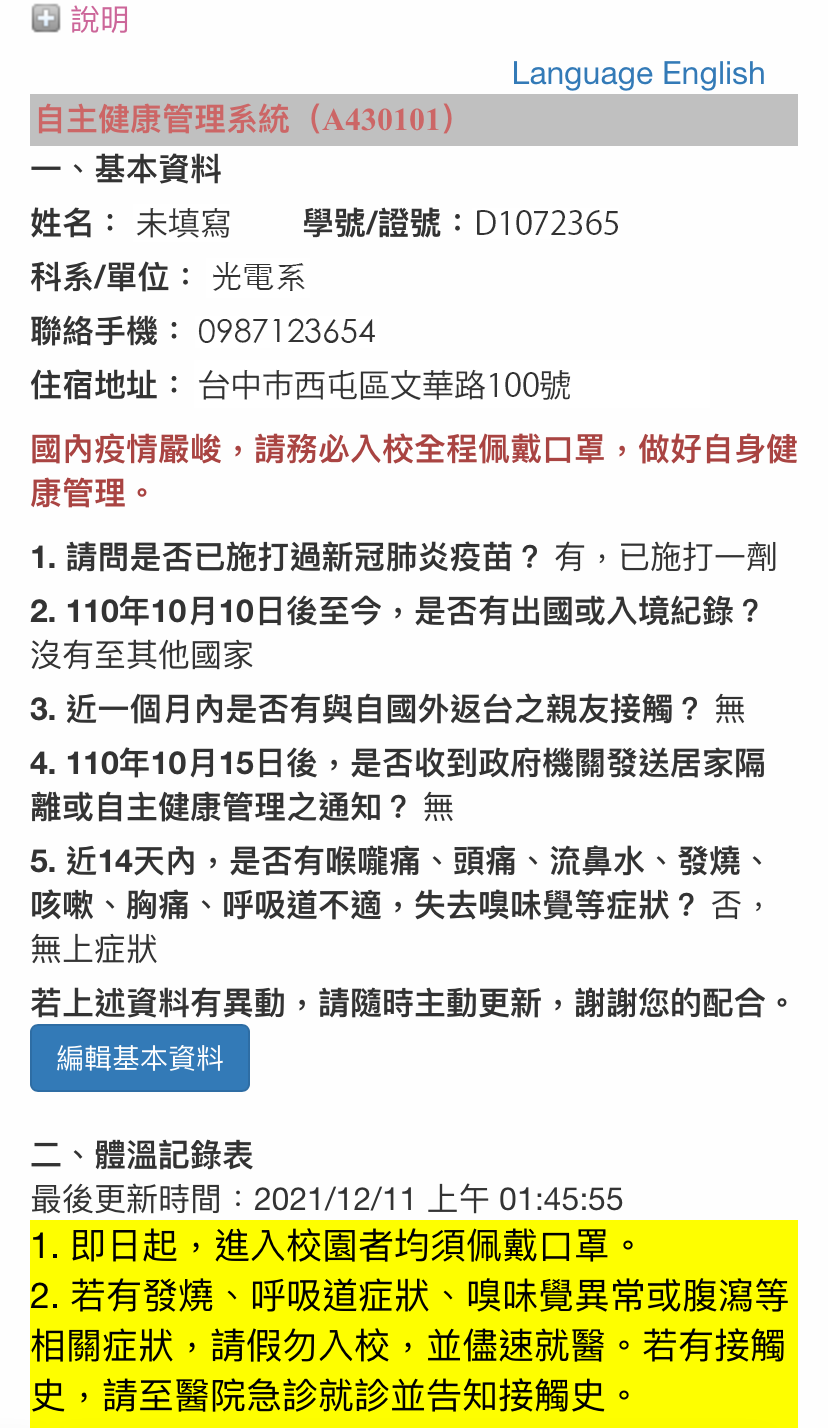 說明
Language English
自主健康管理系統（A430101）
一、基本資料
姓名： 未填寫 學號/證號：D1072365
科系/單位： 光電系
聯絡手機： 0987123654
住宿地址： 台中市西屯區文華路100號
國內疫情嚴峻，請務必入校全程佩戴口罩，做好自身健
康管理。
1. 請問是否已施打過新冠肺炎疫苗？ 有，已施打一劑
2. 110年10月10日後至今，是否有出國或入境紀錄？
沒有至其他國家
3. 近一個月內是否有與自國外返台之親友接觸？ 無
4. 110年10月15日後，是否收到政府機關發送居家隔
離或自主健康管理之通知？ 無
5. 近14天內，是否有喉嚨痛、頭痛、流鼻水、發燒、
咳嗽、胸痛、呼吸道不適，失去嗅味覺等症狀？ 否，
無上症狀
若上述資料有異動，請隨時主動更新，謝謝您的配合。
編輯基本資料
二、體溫記錄表
最後更新時間：2021/12/11 上午 01:45:55
1. 即日起，進入校園者均須佩戴口罩。
2. 若有發燒、呼吸道症狀、嗅味覺異常或腹瀉等
相關症狀，請假勿入校，並儘速就醫。若有接觸
史，請至醫院急診就診並告知接觸史。